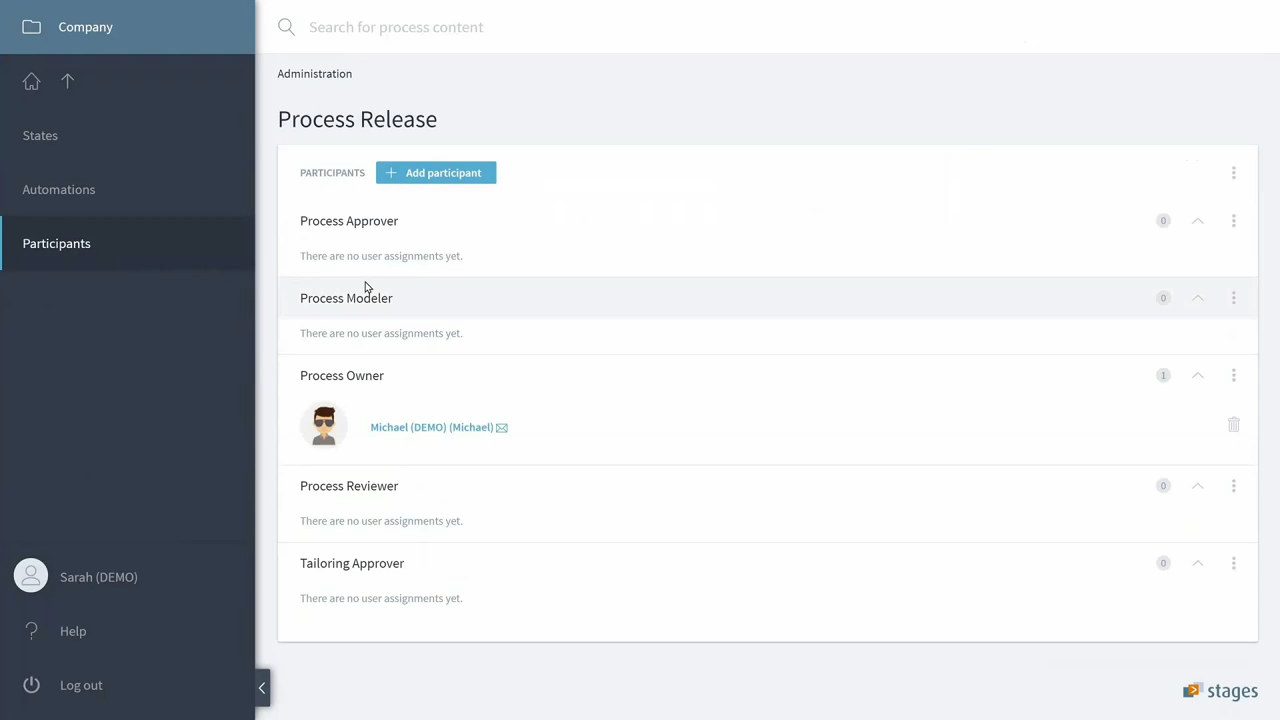 Company
Search for process content
Administration
States
Automations
Participants
Process Release
PARTICIPANTS
Add participant
Process Approver
0
There are no user assignments yet.
Process Modeler
0
There are no user assignments yet.
Process Owner
1
Michael (DEMO) (Michael)
Process Reviewer
0
There are no user assignments yet.
Tailoring Approver
0
There are no user assignments yet.
Sarah (DEMO)
Help
Log out
stages